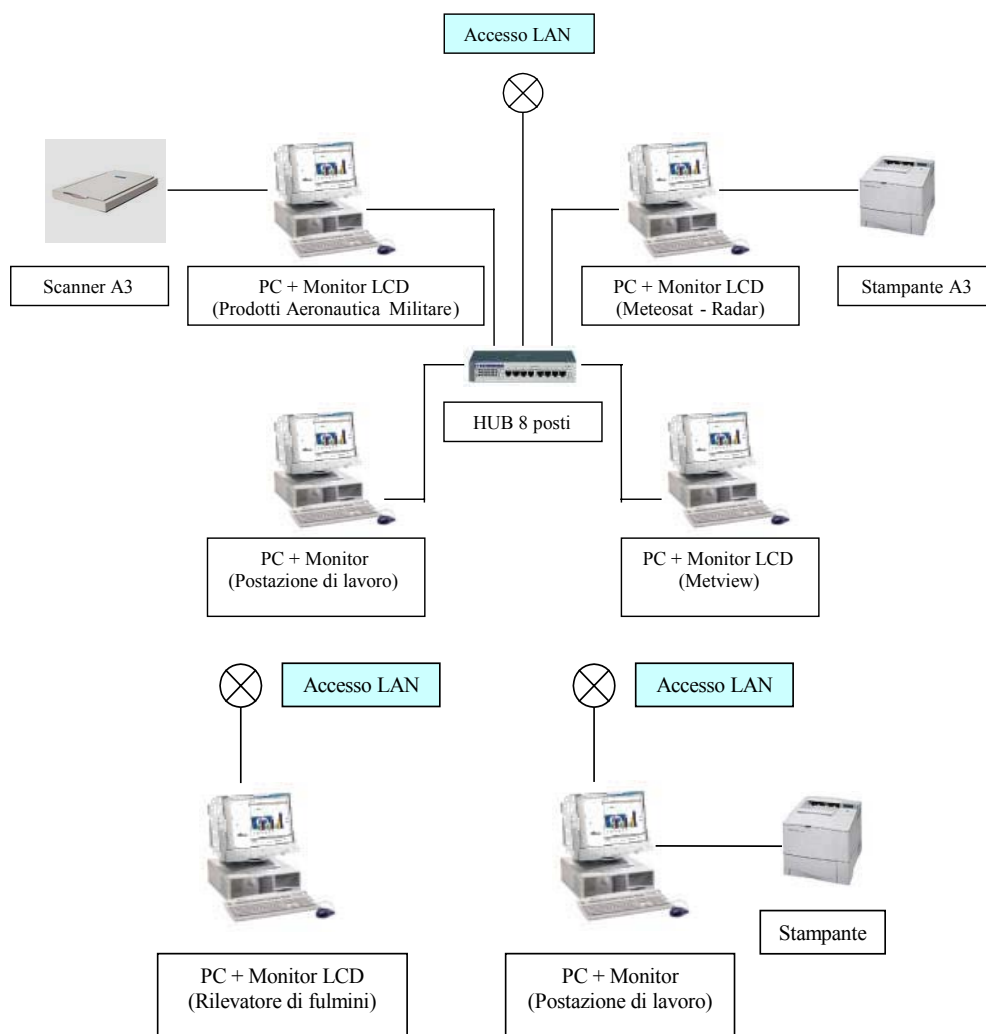 Accesso LAN
Scanner A3
PC + Monitor LCD
(Prodotti Aeronautica Militare)
PC + Monitor LCD
(Meteosat - Radar)
Stampante A3
HUB 8 posti
PC + Monitor
(Postazione di lavoro)
PC + Monitor LCD
(Metview)
Accesso LAN
Accesso LAN
PC + Monitor LCD
(Rilevatore di fulmini)
PC + Monitor
(Postazione di lavoro)
Stampante